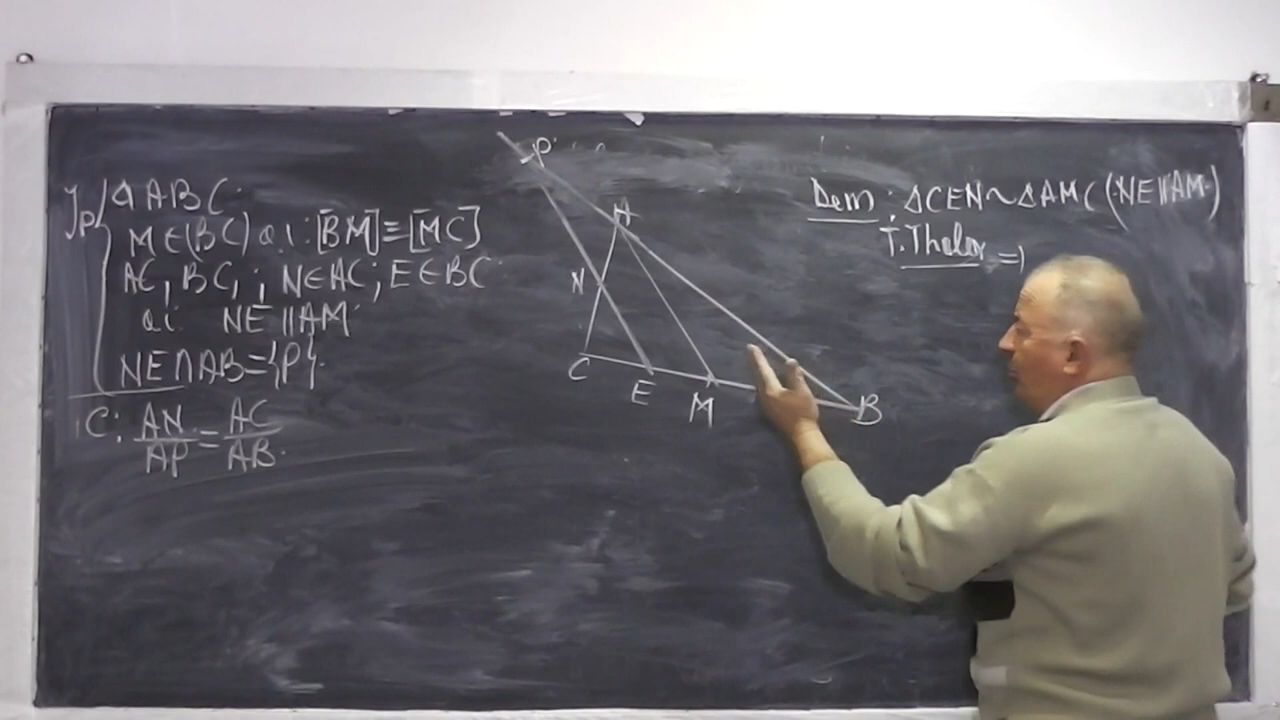 Ip △ABC.
M∈(BC) a.i: [BM]≡[MC]
AC, BC, ; N∈AC; E∈BC
a.i. NE ∥ AM
NE∩AB={P}.
C: AN/AP = AC/AB.
P
A
N
C
E
M
B
Dem: ΔCEN~ΔAMC (NE∥AM)
T. Thales =)